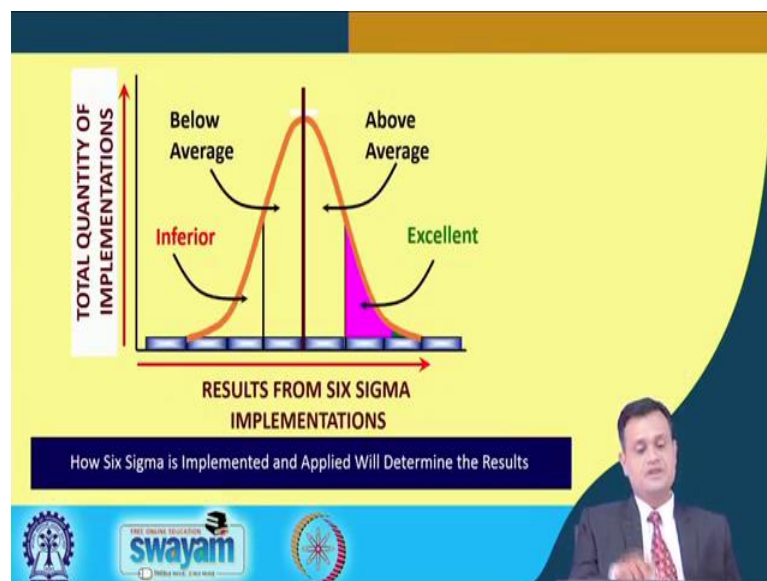 TOTAL QUANTITY OF
IMPLEMENTATIONS
Below
Average
Above
Average
Inferior
Excellent
RESULTS FROM SIX SIGMA
IMPLEMENTATIONS
How Six Sigma is Implemented and Applied Will Determine the Results
FREE ONLINE EDUCATION
swayam